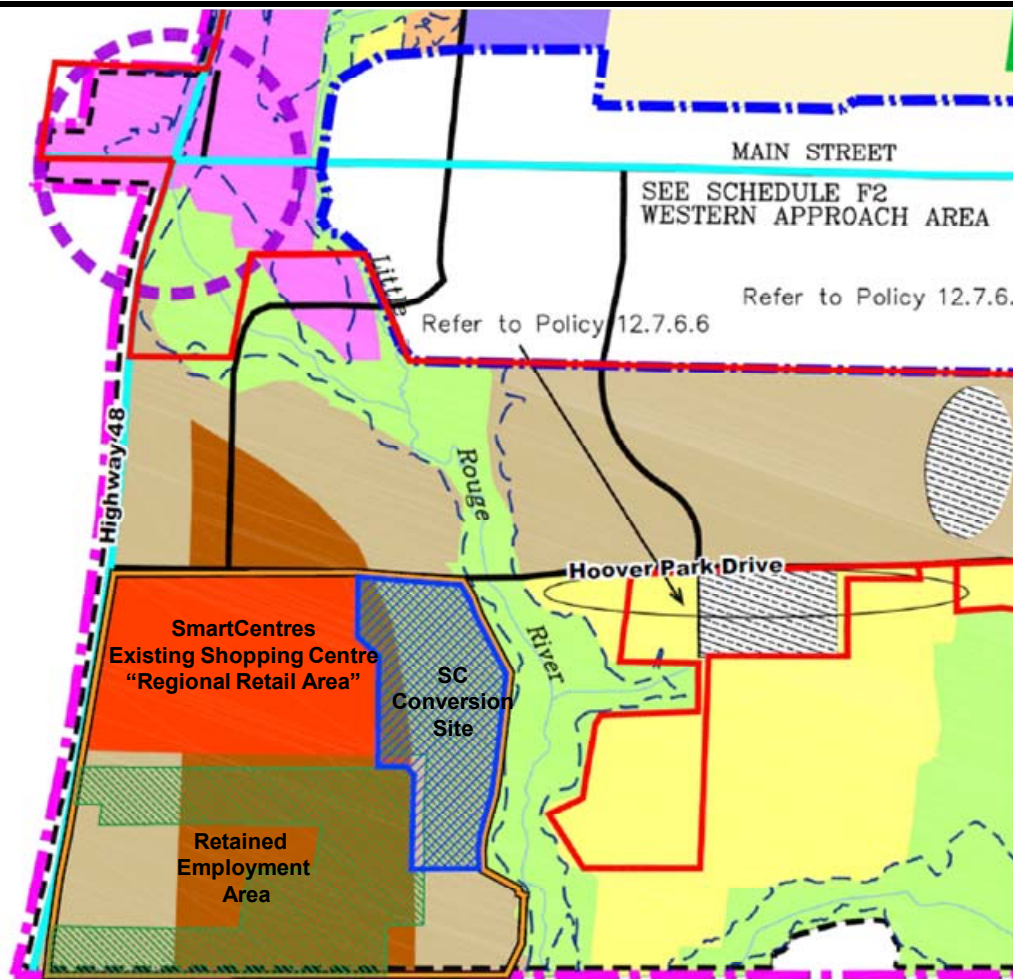 MAIN STREET
SEE SCHEDULE F2
WESTERN APPROACH AREA
Little
Refer to Policy 12.7.6.
Refer to Policy 12.7.6.6
Highway 48
Rouge
Hoover Park Drive
SmartCentres
Existing Shopping Centre
“Regional Retail Area”
River
SC
Conversion
Site
Retained
Employment
Area